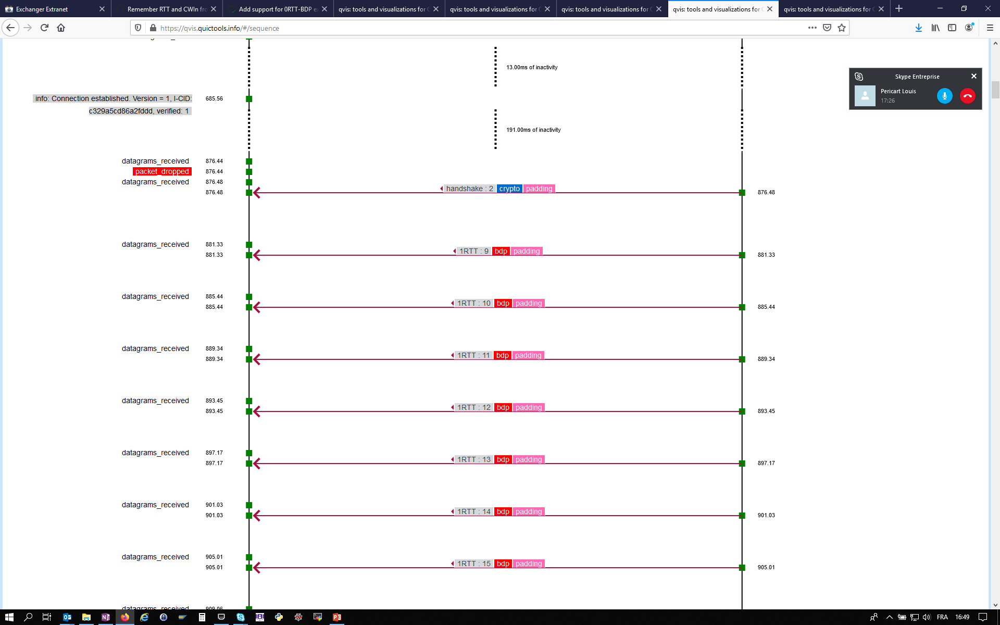 Exchanger Extranet
Remember RTT and CWIn fro
Add support for 0RTT-BDP e
qvis: tools and visualizations for
qvis: tools and visualizations for
qvis: tools and visualizations for
qvis: tools and visualizations for
qvis: tools and visualizations for
https://qvis.quictools.info/#/sequence
13.00ms of inactivity
Skype Entreprise
Pericart Louis
17:26
info: Connection established. Version = 1, I-CID: 685.56
c329a5cd86a2fddd, verified: 1
191.00ms of inactivity
datagrams_received 876.44
packet_dropped 876.44
datagrams_received 876.48
876.48 handshake : 2 crypto padding 876.48
datagrams_received 881.33
881.33 1RTT : 9 bdp padding 881.33
datagrams_received 885.44
885.44 1RTT : 10 bdp padding 885.44
datagrams_received 889.34
889.34 1RTT : 11 bdp padding 889.34
datagrams_received 893.45
893.45 1RTT : 12 bdp padding 893.45
datagrams_received 897.17
897.17 1RTT : 13 bdp padding 897.17
datagrams_received 901.03
901.03 1RTT : 14 bdp padding 901.03
datagrams_received 905.01
905.01 1RTT : 15 bdp padding 905.01
datagrams_received 909.06
FRA 16:49